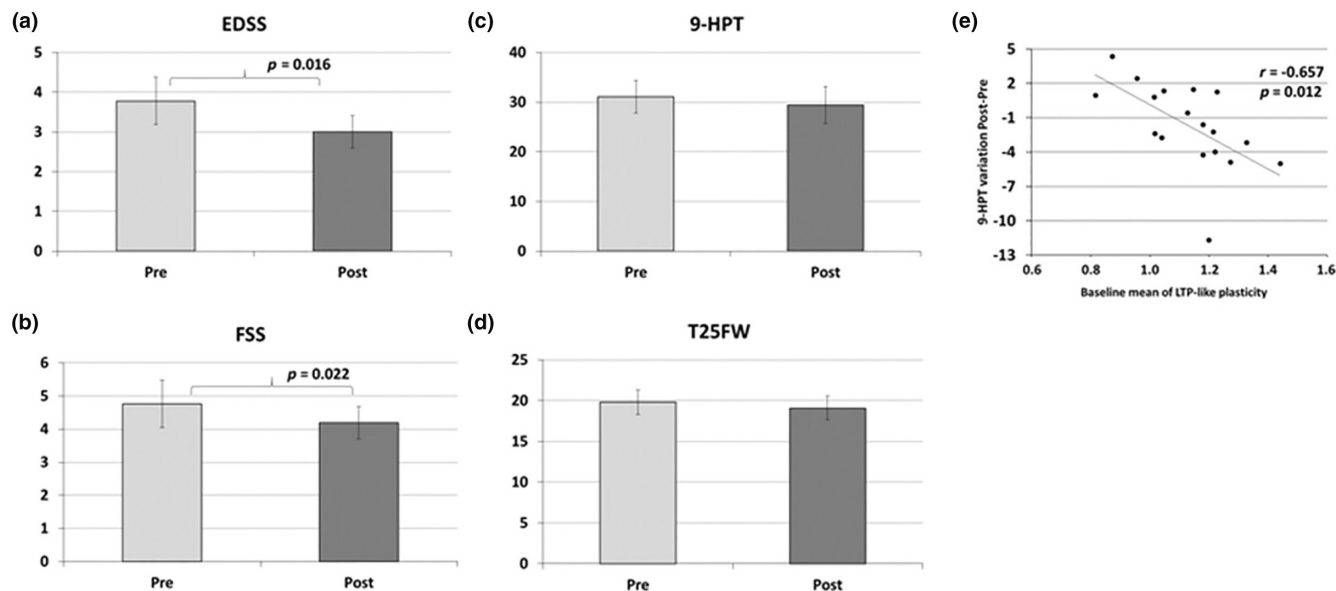 (a)
EDSS
5
4
3
2
1
0
p = 0.016
Pre
Post
(c)
9-HPT
40
30
20
10
0
Pre
Post
(e)
5
2
-1
-4
-7
-10
-13
r = -0.657
p = 0.012
9-HPT variation Post-Pre
0.6 0.8 1.0 1.2 1.4 1.6
Baseline mean of LTP-like plasticity
(b)
FSS
6
5
4
3
2
1
0
p = 0.022
Pre
Post
(d)
T25FW
25
20
15
10
5
0
Pre
Post